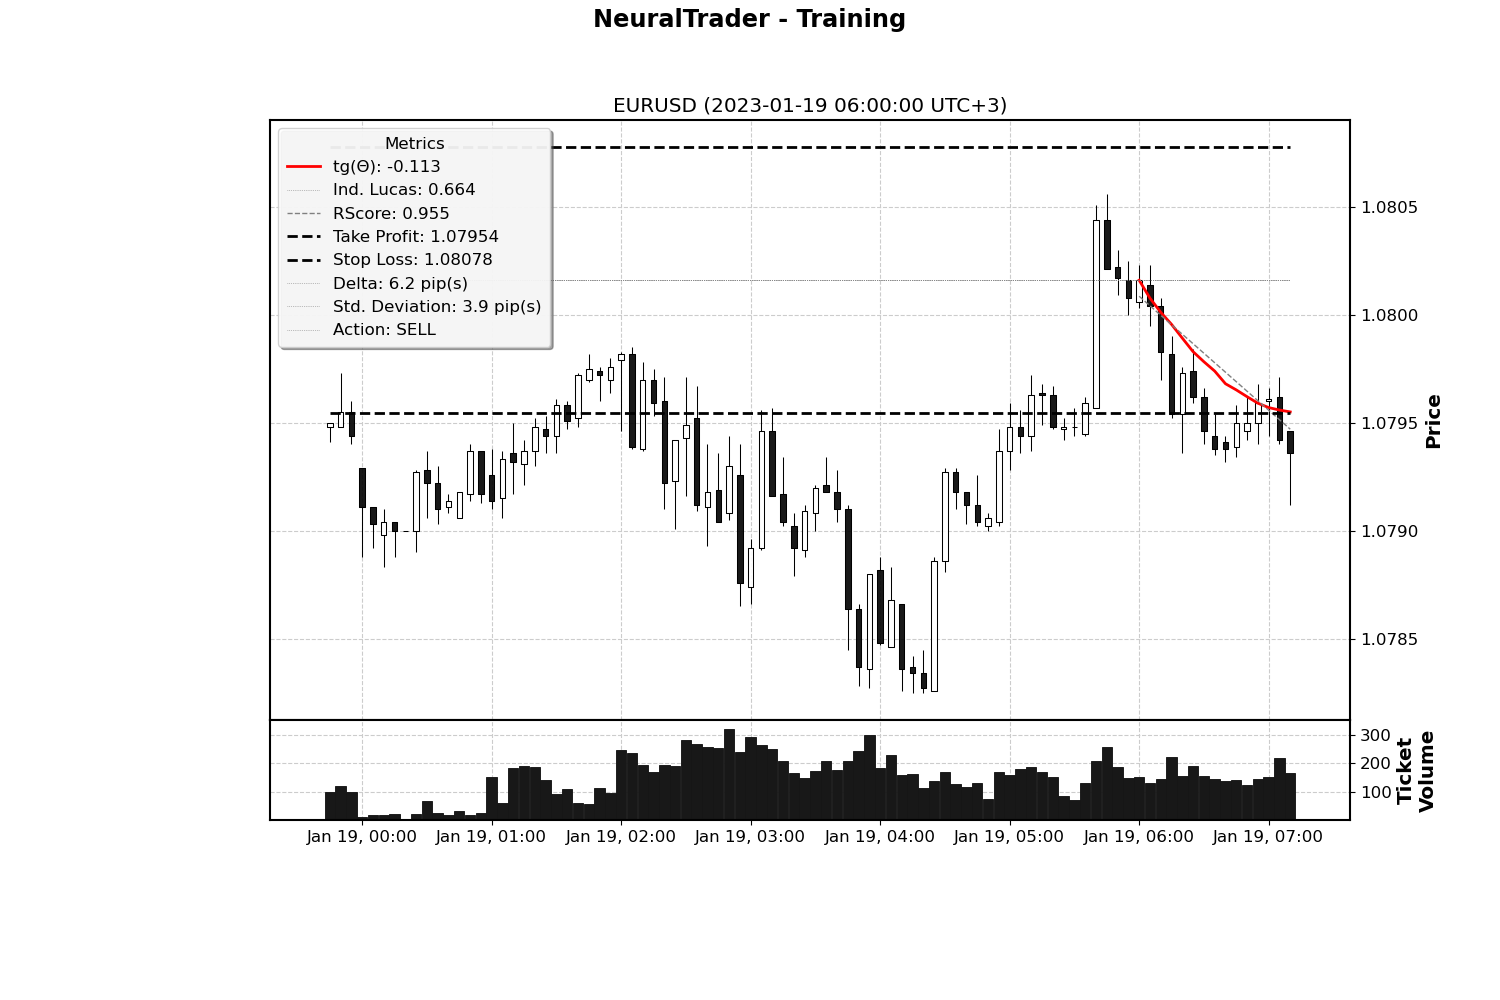 NeuralTrader - Training
EURUSD (2023-01-19 06:00:00 UTC+3)
Metrics
tg(Θ): -0.113
Ind. Lucas: 0.664
RScore: 0.955
Take Profit: 1.07954
Stop Loss: 1.08078
Delta: 6.2 pip(s)
Std. Deviation: 3.9 pip(s)
Action: SELL
1.0805
1.0800
1.0795
1.0790
1.0785
Price
300
200
100
Ticket
Volume
Jan 19, 00:00
Jan 19, 01:00
Jan 19, 02:00
Jan 19, 03:00
Jan 19, 04:00
Jan 19, 05:00
Jan 19, 06:00
Jan 19, 07:00